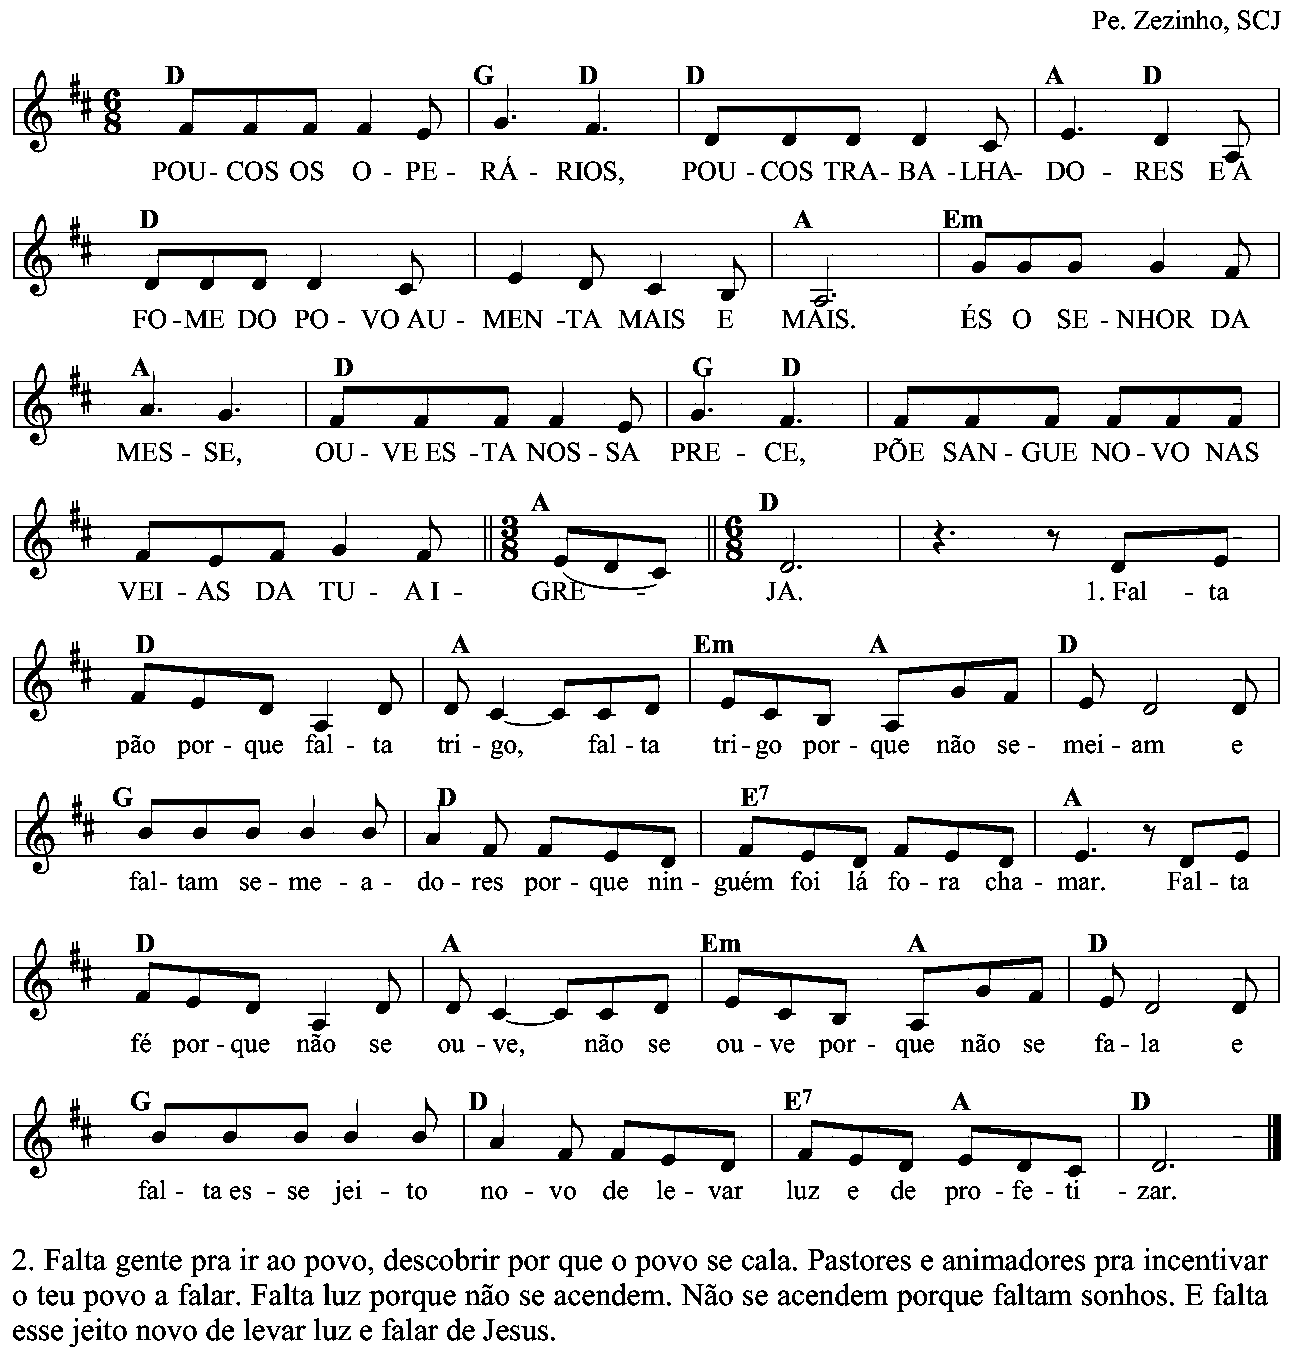 Pe. Zezinho, SCJ
D G D D A D
6
8
POU- COS OS O - PE - RÁ - RIOS, POU - COS TRA - BA - LHA- DO - RES E A
D A Em
FO - ME DO PO - VO AU - MEN - TA MAIS E MAIS. ÉS O SE - NHOR DA
A D G D
MES - SE, OU - VE ES - TA NOS - SA PRE - CE, PÕE SAN - GUE NO - VO NAS
A D
3
8
6
8
VEI - AS DA TU - A I - GRE - JA. 1. Fal - ta
D A Em A D
pão por - que fal - ta tri - go, fal - ta tri - go por - que não se - mei - am e
G D E7 A
fal - tam se - me - a - do - res por - que nin - guém foi lá fo - ra cha - mar. Fal - ta
D A Em A D
fé por - que não se ou - ve, não se ou - ve por - que não se fa - la e
G D E7 A D
fal - ta es - se jei - to no - vo de le - var luz e de pro - fe - ti - zar.
2. Falta gente pra ir ao povo, descobrir por que o povo se cala. Pastores e animadores pra incentivar
o teu povo a falar. Falta luz porque não se acendem. Não se acendem porque faltam sonhos. E falta
esse jeito novo de levar luz e falar de Jesus.